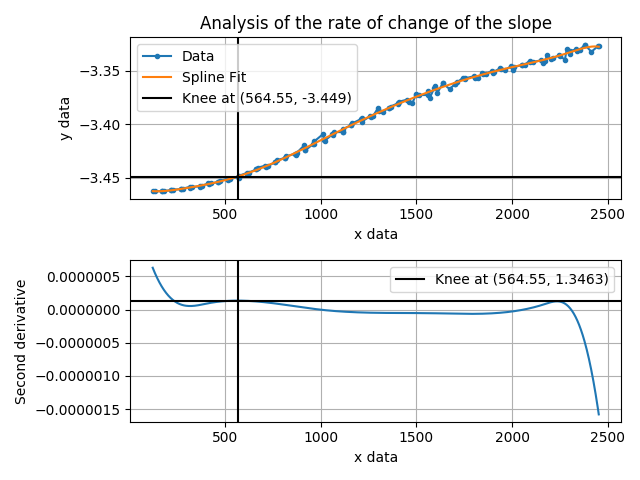 Analysis of the rate of change of the slope
Data
Spline Fit
Knee at (564.55, -3.449)
−3.35
−3.40
−3.45
y data
500
1000
1500
2000
2500
x data
Knee at (564.55, 1.3463)
0.0000005
0.0000000
−0.0000005
−0.0000010
−0.0000015
Second derivative
500
1000
1500
2000
2500
x data